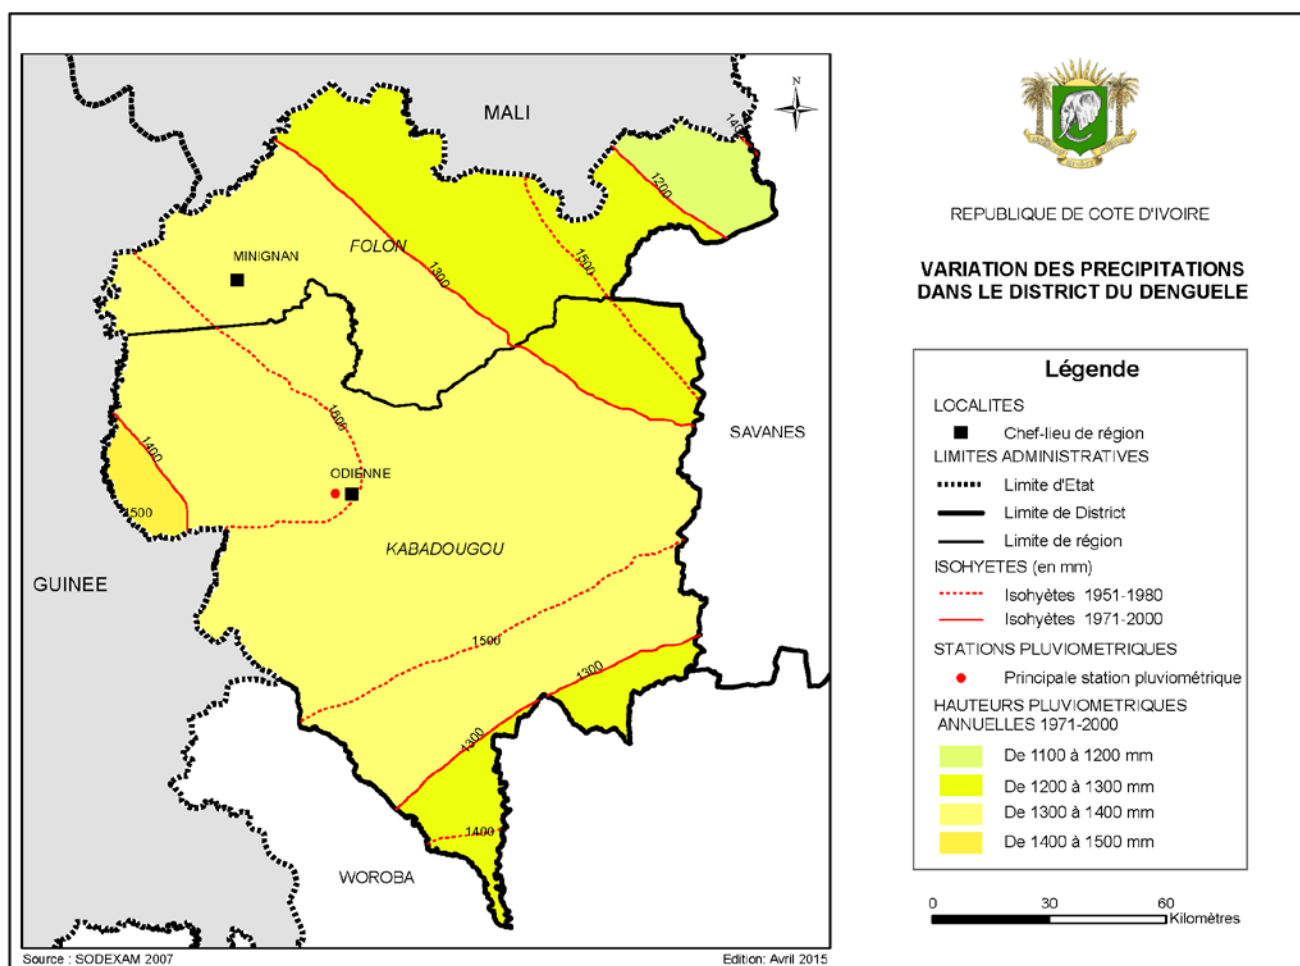 MALI
N
140
1200
FOLON
MINIGNAN
1300
1500
1600
1400
ODIENNE
1500
SAVANES
KABADOUGOU
GUINEE
1500
1300
1300
1400
WOROBA
Source : SODEXAM 2007
Edition: Avril 2015
REPUBLIQUE DE COTE D'IVOIRE
VARIATION DES PRECIPITATIONS
DANS LE DISTRICT DU DENGUELE
Légende
LOCALITES
Chef-lieu de région
LIMITES ADMINISTRATIVES
Limite d'Etat
Limite de District
Limite de région
ISOHYETES (en mm)
Isohyètes 1951-1980
Isohyètes 1971-2000
STATIONS PLUVIOMETRIQUES
Principale station pluviométrique
HAUTEURS PLUVIOMETRIQUES
ANNUELLES 1971-2000
De 1100 à 1200 mm
De 1200 à 1300 mm
De 1300 à 1400 mm
De 1400 à 1500 mm
0 30 60
Kilomètres